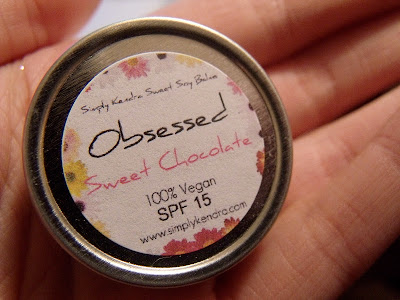 Simply Kendra Sweet Soy Balm
Obsessed
Sweet Chocolate
100% Vegan
SPF 15
www.simplykendra.com